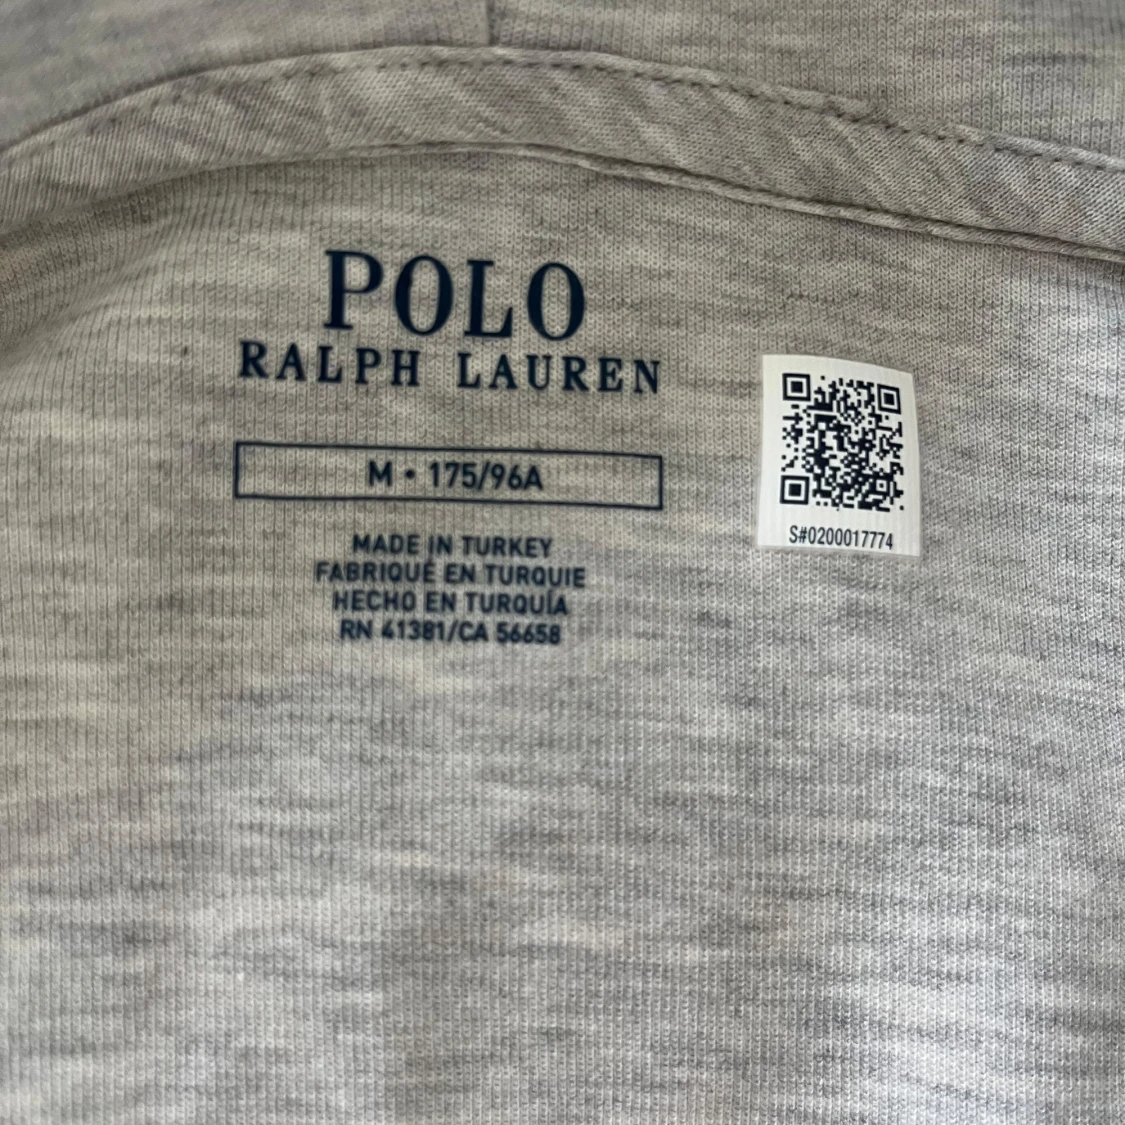 POLO
RALPH LAUREN
M • 175/96A
MADE IN TURKEY
FABRIQUÉ EN TURQUIE
HECHO EN TURQUÍA
RN 41381/CA 56658
S#0200017774